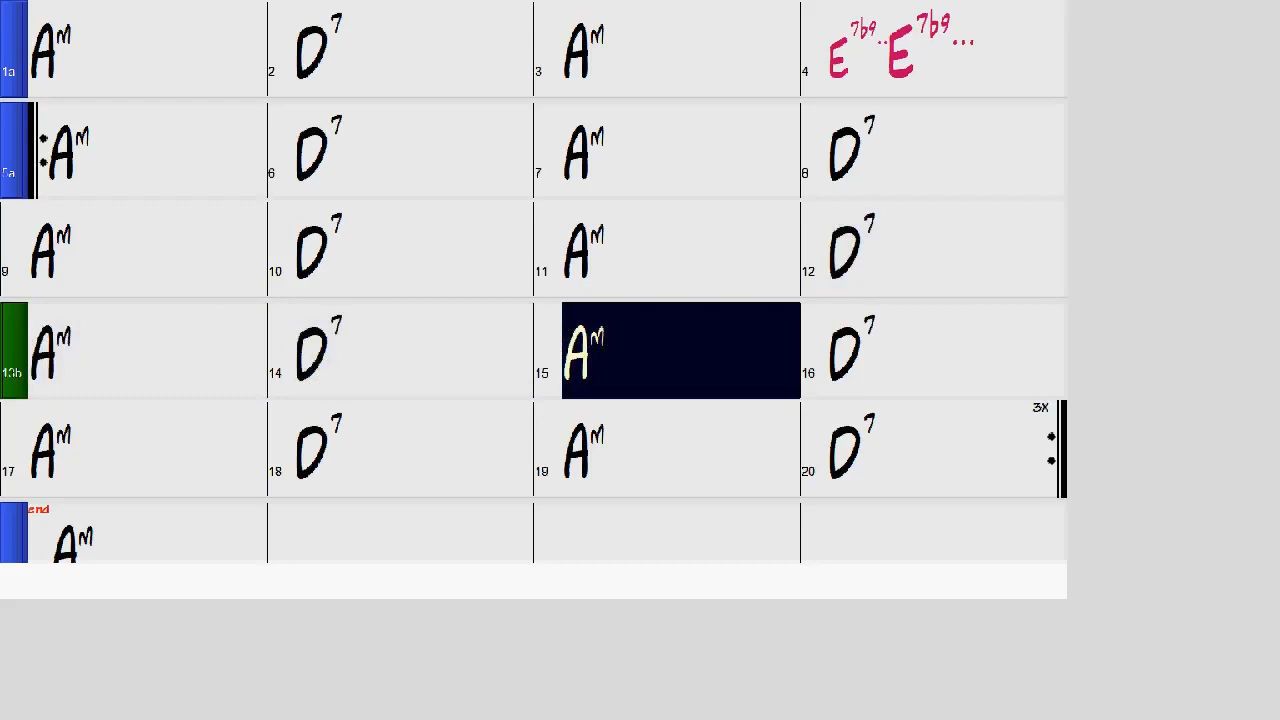 1a Am 2 D7 3 Am 4 E7b9..E7b9...
5a Am 6 D7 7 Am 8 D7
9 Am 10 D7 11 Am 12 D7
13b Am 14 D7 15 Am 16 D7
3X
17 Am 18 D7 19 Am 20 D7
end
Am